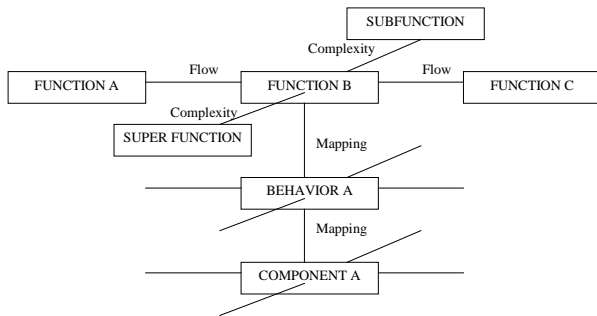 SUBFUNCTION
Complexity
Flow
Flow
FUNCTION A
FUNCTION B
FUNCTION C
Complexity
SUPER FUNCTION
Mapping
BEHAVIOR A
Mapping
COMPONENT A